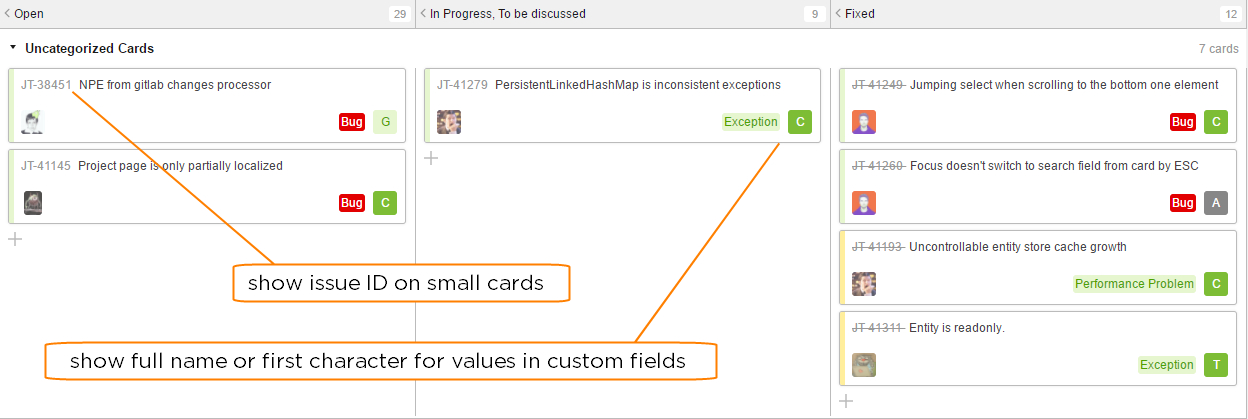 Open 29
In Progress, To be discussed 9
Fixed 12
Uncategorized Cards 7 cards
JT-38451 NPE from gitlab changes processor
Bug G
JT-41145 Project page is only partially localized
Bug C
JT-41279 PersistentLinkedHashMap is inconsistent exceptions
Exception C
JT-41249 Jumping select when scrolling to the bottom one element
Bug C
JT-41260 Focus doesn't switch to search field from card by ESC
Bug A
JT-41193 Uncontrollable entity store cache growth
Performance Problem C
JT-41311 Entity is readonly.
Exception T
show issue ID on small cards
show full name or first character for values in custom fields